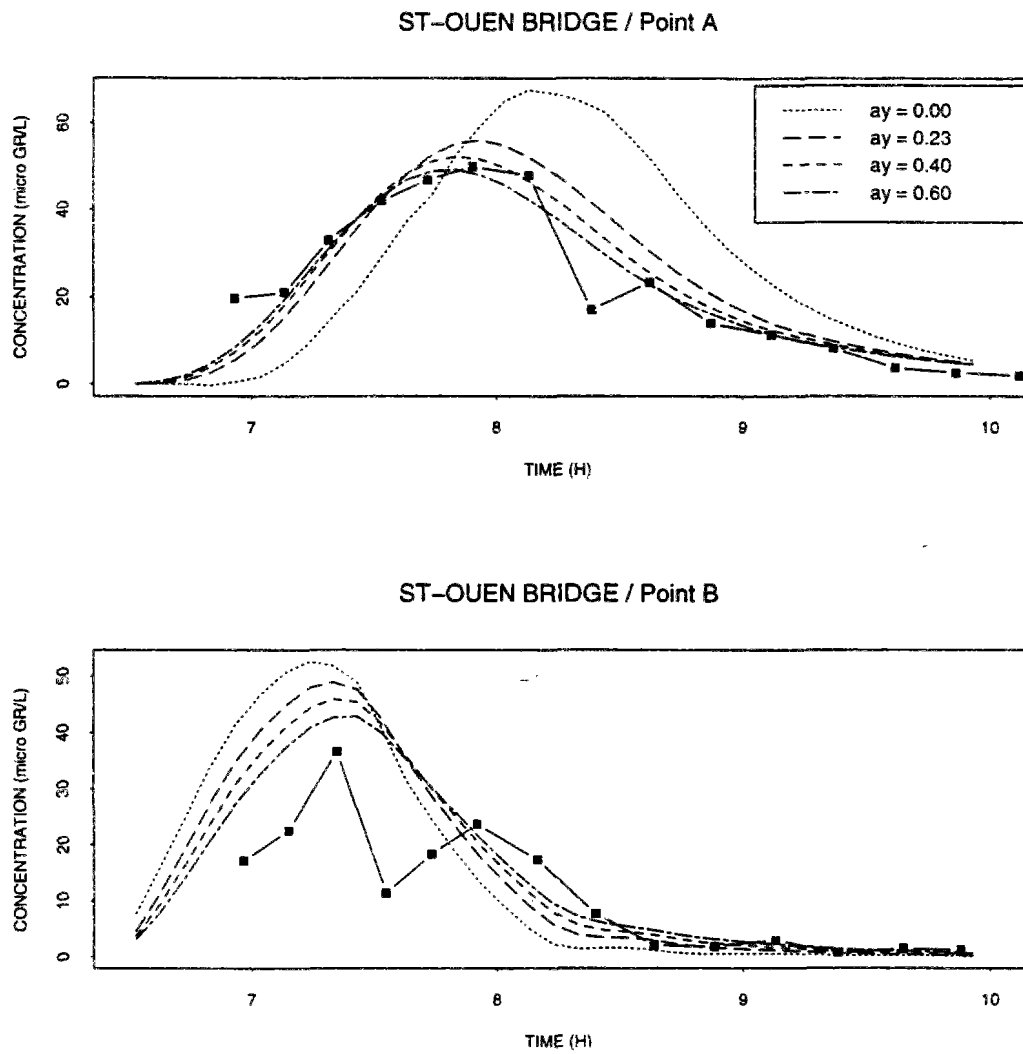 ST–OUEN BRIDGE / Point A
CONCENTRATION (micro GR/L)
60
40
20
0
ay = 0.00
ay = 0.23
ay = 0.40
ay = 0.60
7 8 9 10
TIME (H)
ST–OUEN BRIDGE / Point B
CONCENTRATION (micro GR/L)
50
40
30
20
10
0
7 8 9 10
TIME (H)